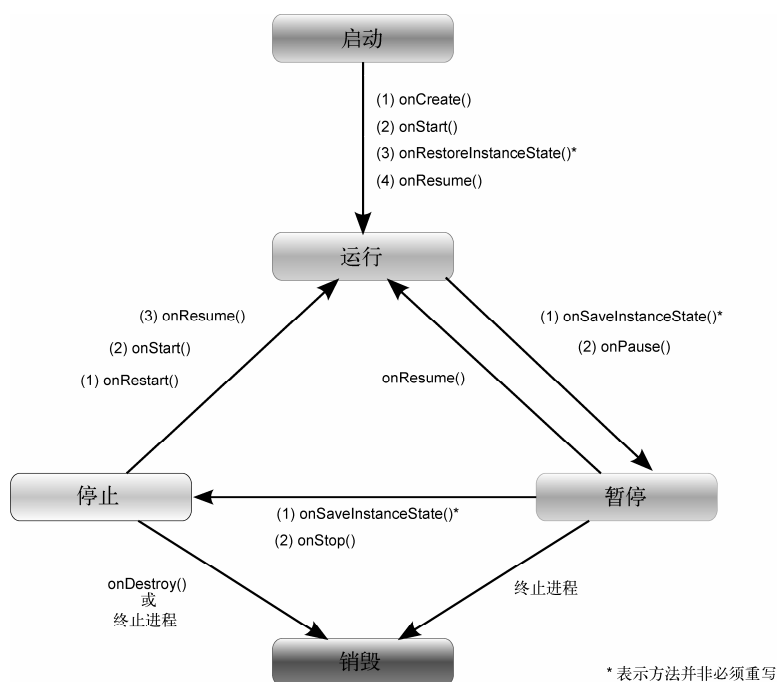 启动
(1) onCreate()
(2) onStart()
(3) onRestoreInstanceState()*
(4) onResume()
运行
(3) onResume()
(2) onStart()
(1) onRestart()
onResume()
(1) onSaveInstanceState()*
(2) onPause()
停止
暂停
(1) onSaveInstanceState()*
(2) onStop()
onDestroy()
或
终止进程
终止进程
销毁
* 表示方法并非必须重写